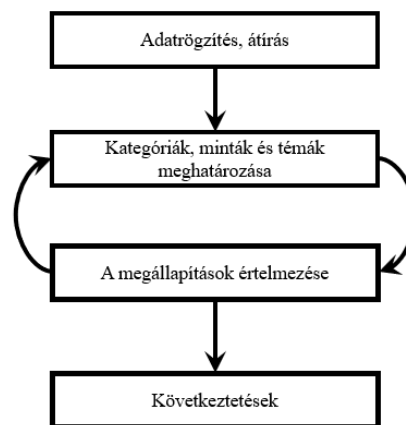 Adatrögzítés, átírás
Kategóriák, minták és témák
meghatározása
A megállapítások értelmezése
Következtetések